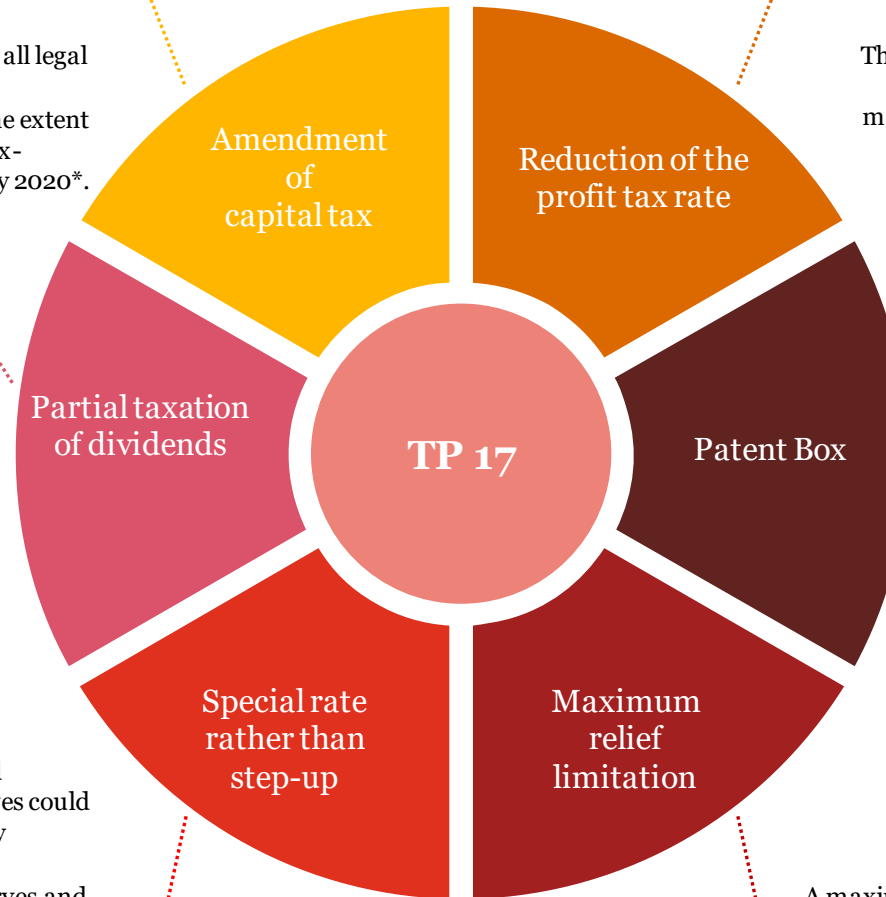 all legal
extent
2020*.
Amendment
of
capital tax
Reduction of the
profit tax rate
Partial taxation
of dividends
TP 17
Patent Box
Special rate
rather than
step-up
Maximum
relief
limitation
could
and
A